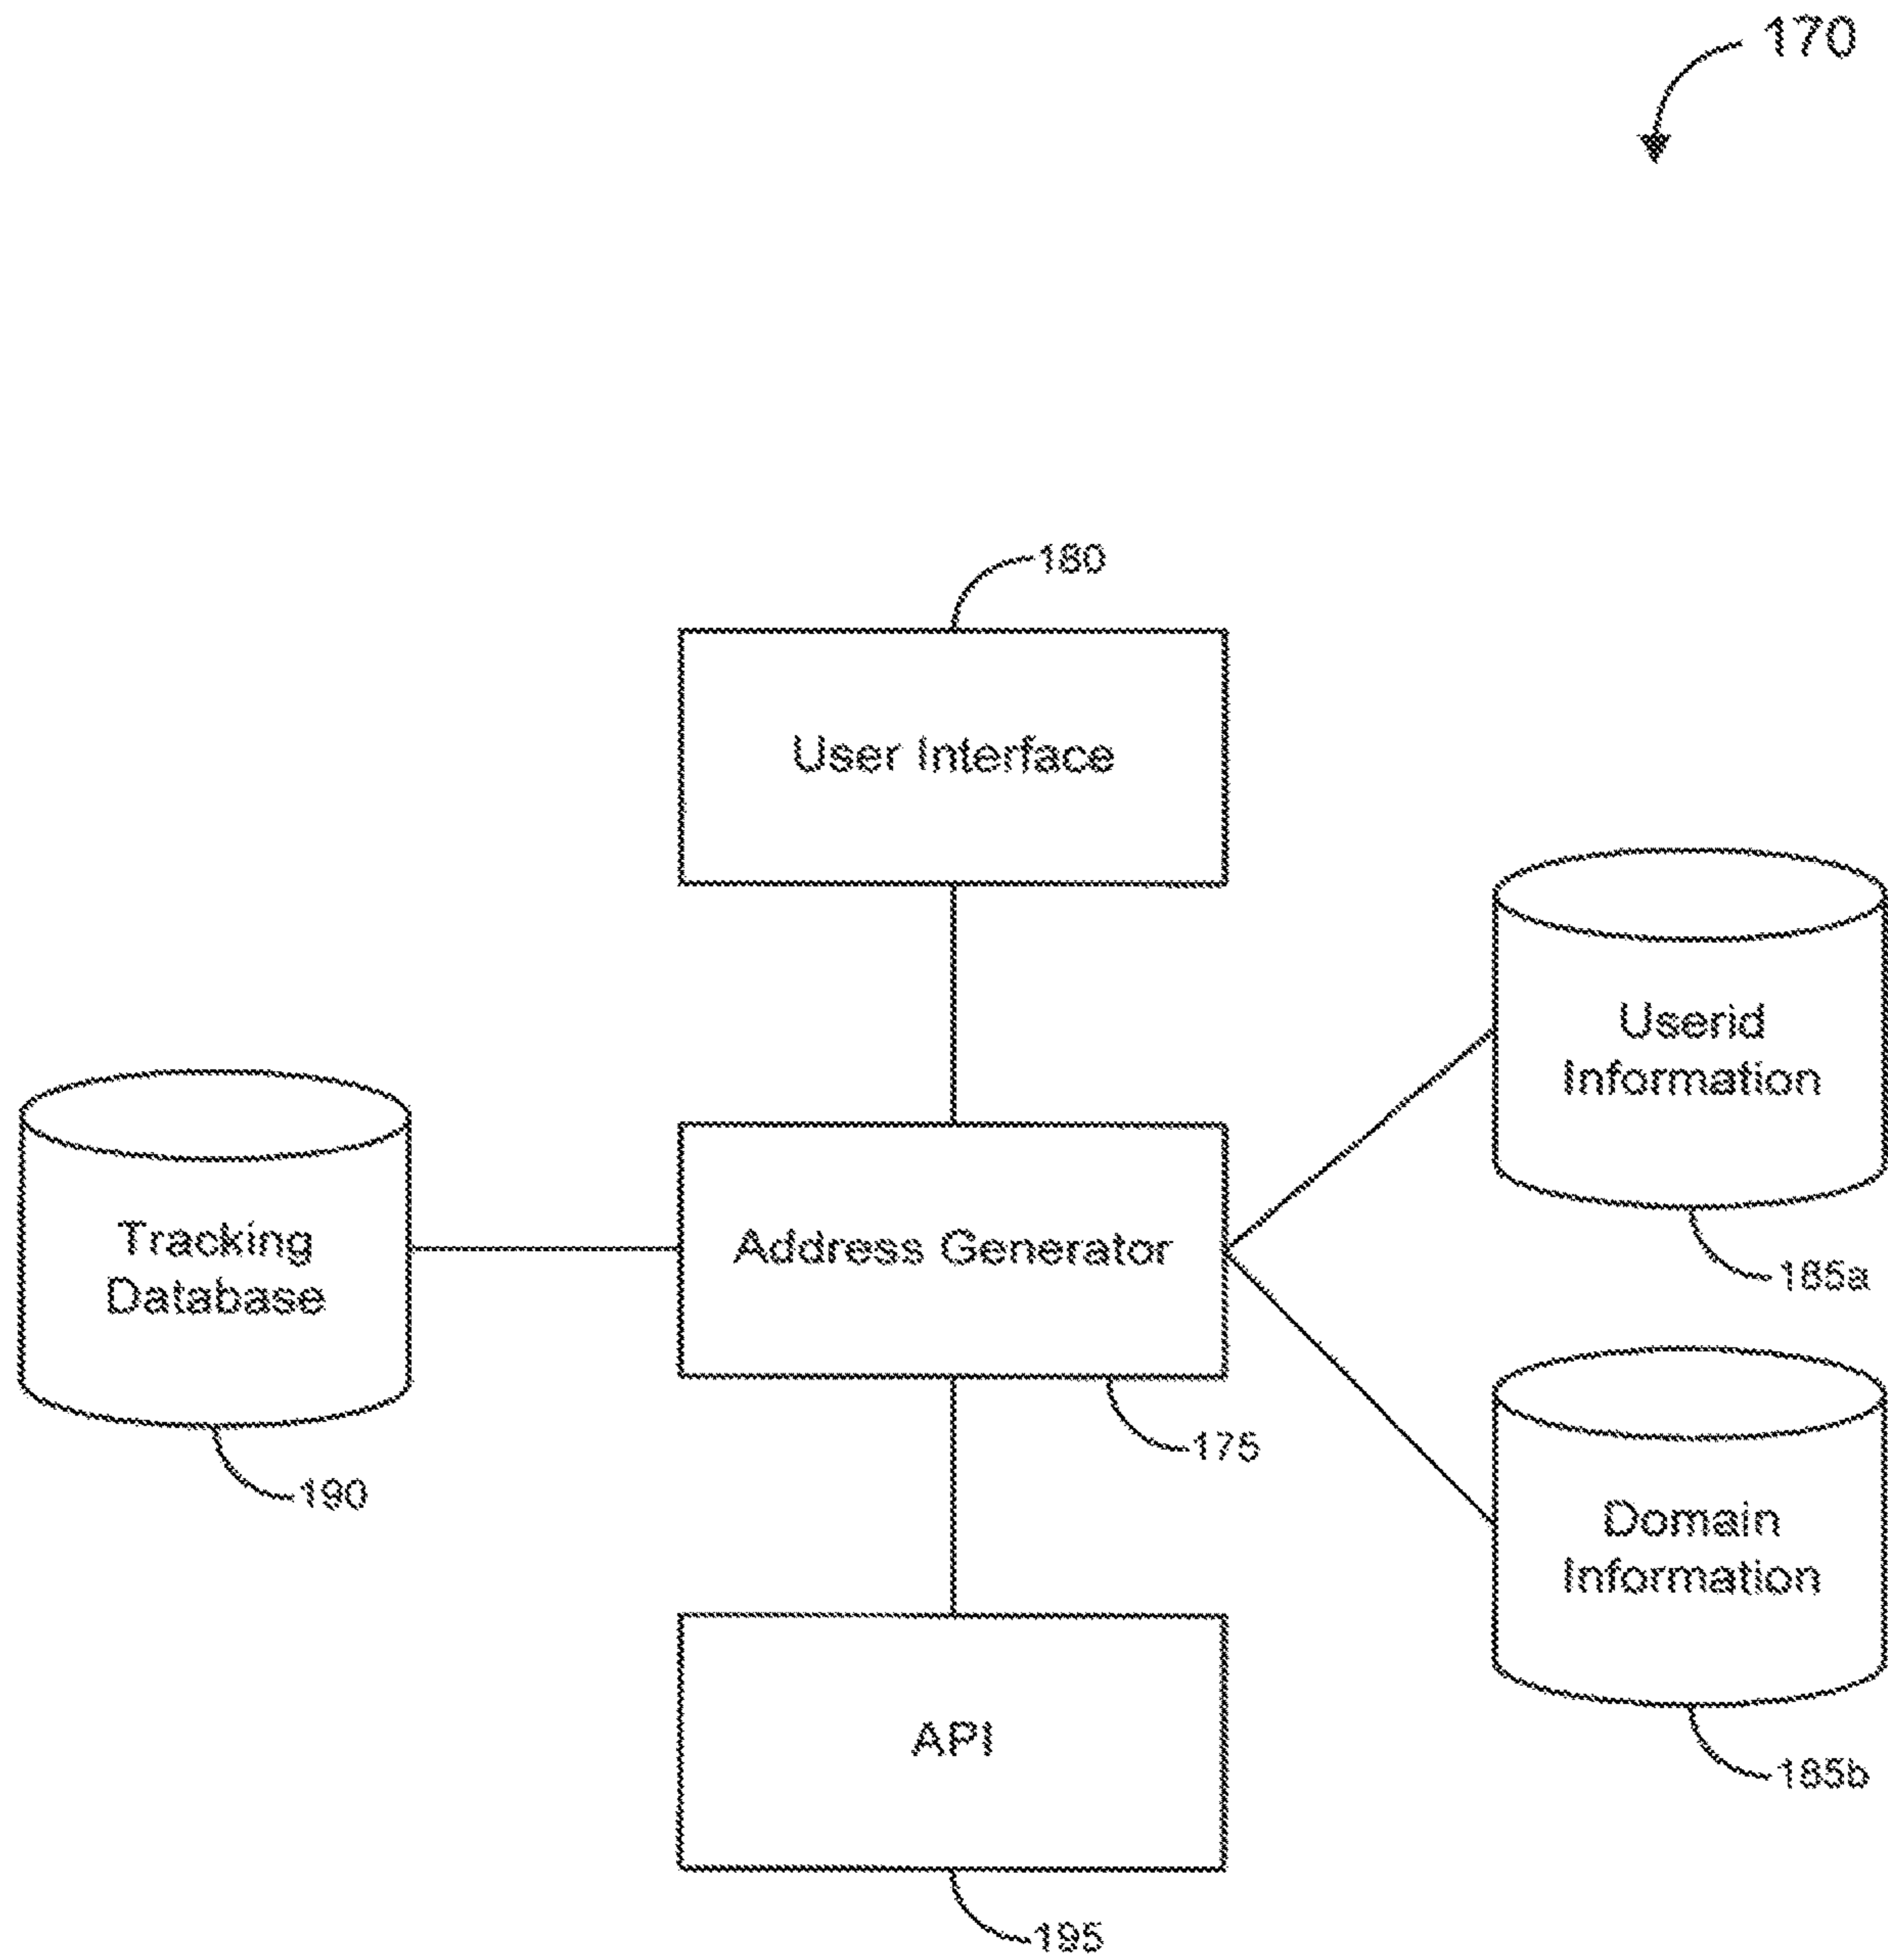 170
180
User Interface
Userid
Information
185a
Tracking
Database
190
Address Generator
175
Domain
Information
185b
API
195